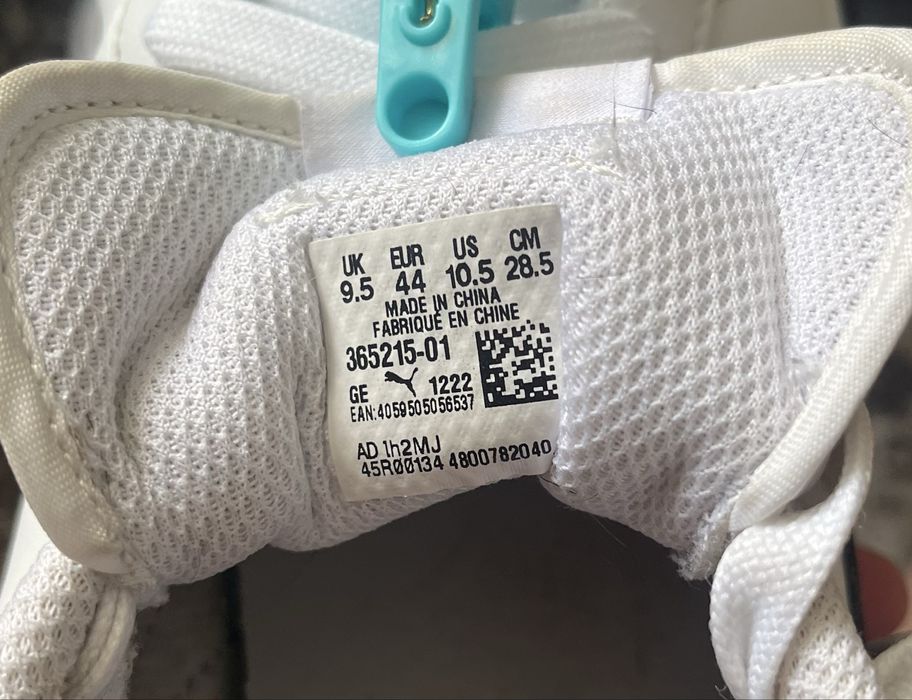 UK EUR US CM
9.5 44 10.5 28.5
MADE IN CHINA
FABRIQUÉ EN CHINE
365215-01
GE 1222
EAN:4059505056537
AD 1h2MJ
45R00134 4800782040